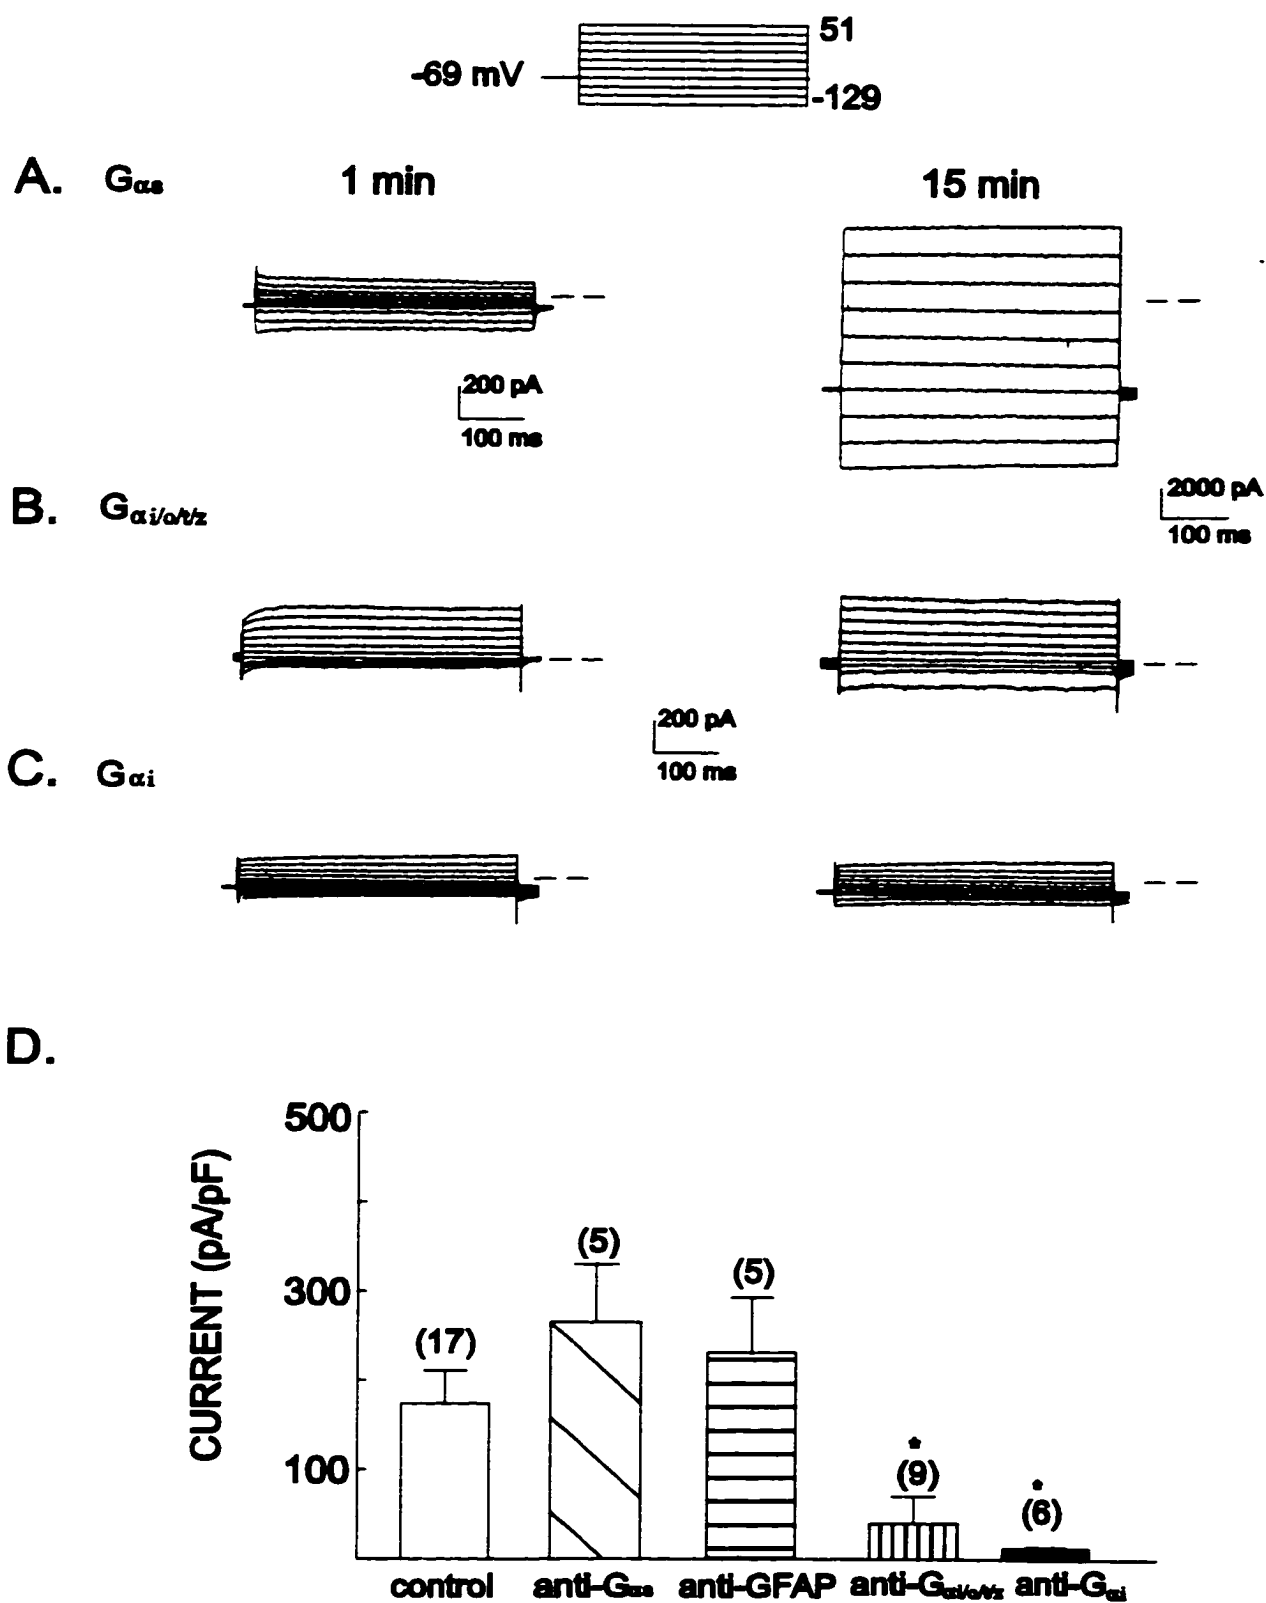 51
-69 mV
-129
A. Gαs 1 min 15 min
200 pA
100 ms
2000 pA
100 ms
B. Gαi/o/t/z
200 pA
100 ms
C. Gαi
D.
500
300
100
CURRENT (pA/pF)
(17)
(5)
(5)
*
(9)
*
(6)
control anti-Gαs anti-GFAP anti-Gαi/o/t/z anti-Gαi